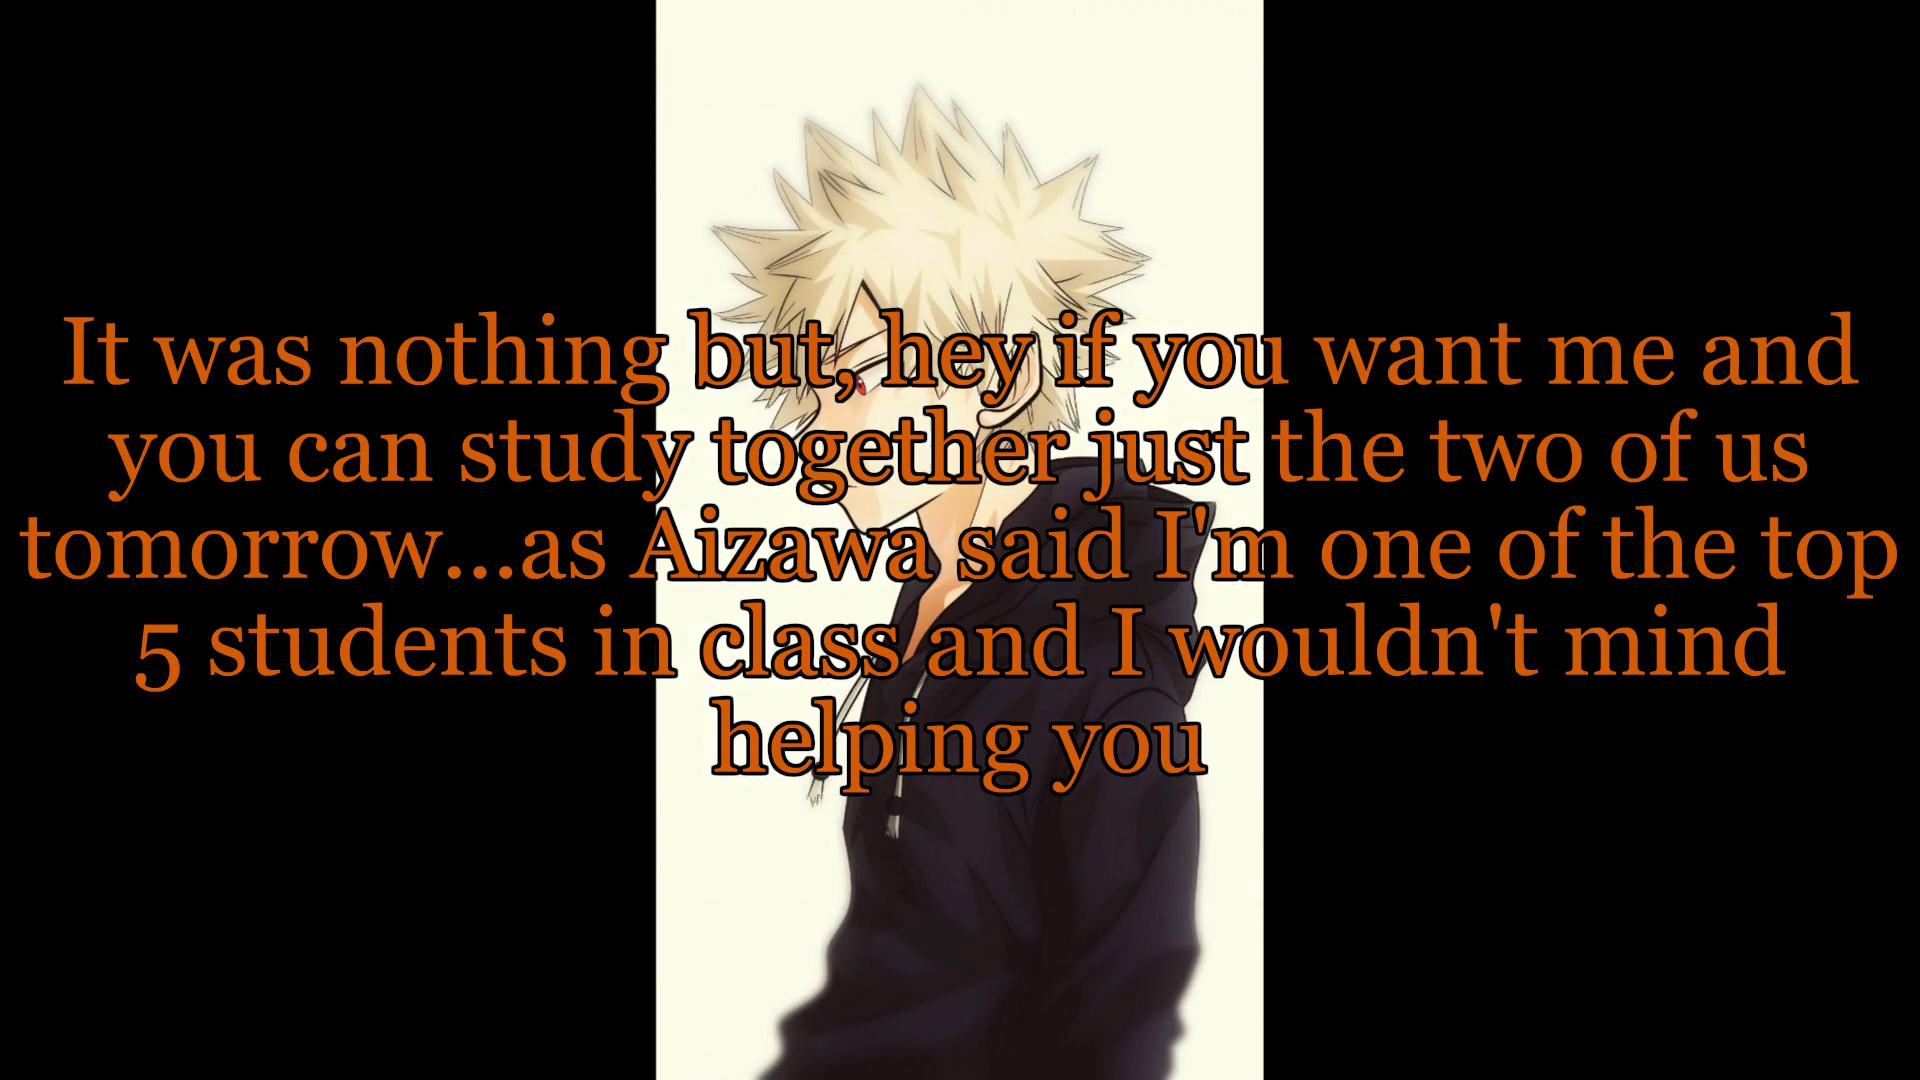 It was nothing but, hey if you want me and
you can study together just the two of us
tomorrow...as Aizawa said I'm one of the top
5 students in class and I wouldn't mind
helping you